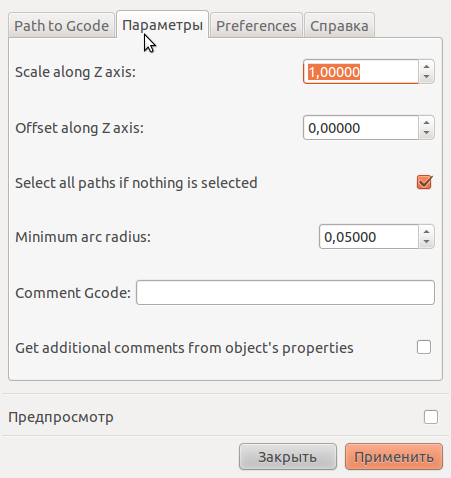 Path to Gcode Параметры Preferences Справка
Scale along Z axis: 1,00000
Offset along Z axis: 0,00000
Select all paths if nothing is selected
Minimum arc radius: 0,05000
Comment Gcode:
Get additional comments from object's properties
Предпросмотр
Закрыть Применить